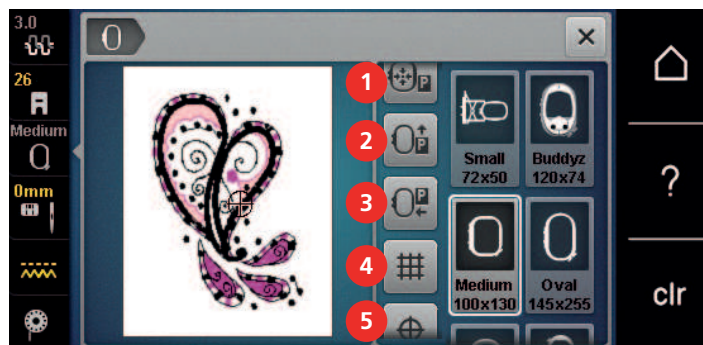 3.0
26
Medium
0mm
1
P
2
P
3
P
4
5
Small
72x50
Buddyz
120x74
Medium
100x130
Oval
145x255
?
clr